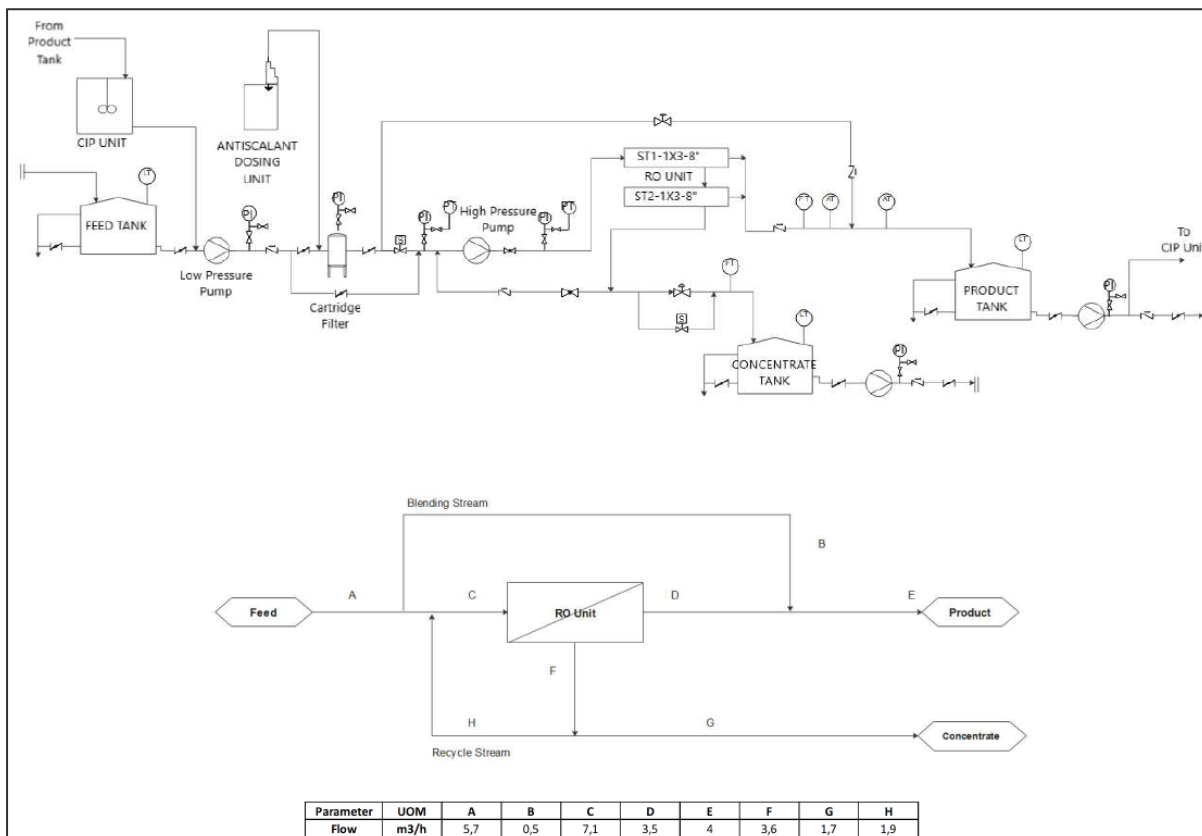 From
Product
Tank
CIP UNIT
ANTISCALANT
DOSING
UNIT
ST1-1X3-8"
RO UNIT
ST2-1X3-8"
LT
FEED TANK
PI
PI
S
PI
PT
High Pressure
Pump
PI
PT
FT
AT
AT
Low Pressure
Pump
Cartridge
Filter
FT
S
LT
To
CIP Unit
LT
PRODUCT
TANK
PI
CONCENTRATE
TANK
PI
Blending Stream
B
A
C
D
E
Feed
RO Unit
Product
F
H
G
Concentrate
Recycle Stream
Parameter UOM A B C D E F G H
Flow m3/h 5,7 0,5 7,1 3,5 4 3,6 1,7 1,9